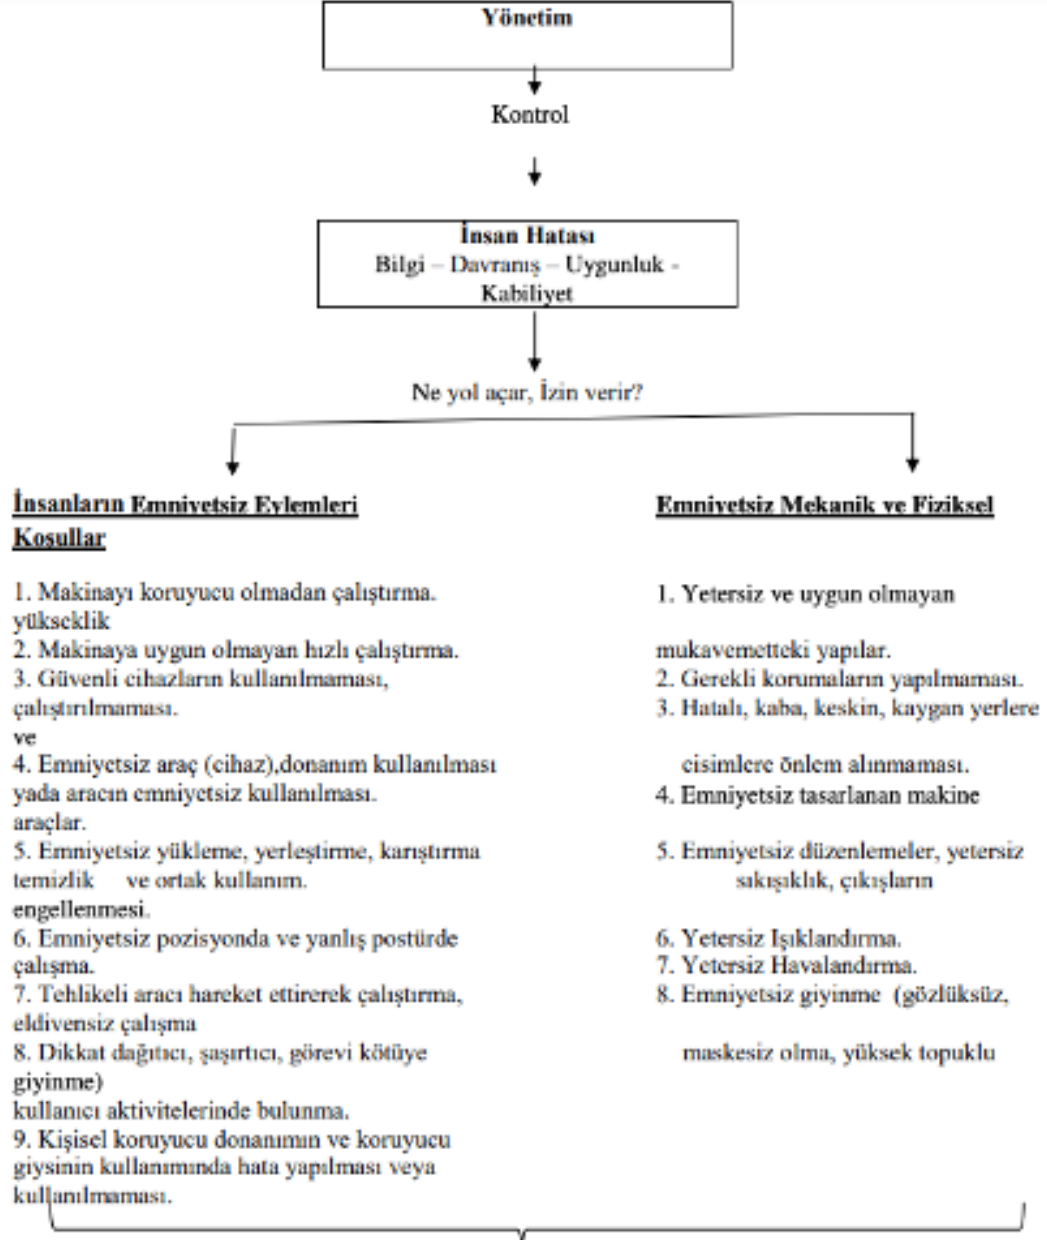 Yönetim
Kontrol
İnsan Hatası
Bilgi – Davranış – Uygunluk -
Kabiliyet
Ne yol açar, İzin verir?
İnsanların Emniyetsiz Eylemleri
Emniyetsiz Mekanik ve Fiziksel
Koşullar
1. Makinayı koruyucu olmadan çalıştırma.
1. Yetersiz ve uygun olmayan
yükseklik
2. Makinaya uygun olmayan hızlı çalıştırma.
mukavemetteki yapılar.
3. Güvenli cihazların kullanılmaması,
2. Gerekli korumaların yapılmaması.
çalıştırılmaması.
3. Hatalı, kaba, keskin, kaygan yerlere
ve
4. Emniyetsiz araç (cihaz),donanım kullanılması
cisimlere önlem alınmaması.
yada aracın emniyetsiz kullanılması.
4. Emniyetsiz tasarlanan makine
araçlar.
5. Emniyetsiz yükleme, yerleştirme, karıştırma
5. Emniyetsiz düzenlemeler, yetersiz
temizlik ve ortak kullanım.
sıkışıklık, çıkışların
engellenmesi.
6. Emniyetsiz pozisyonda ve yanlış postürde
6. Yetersiz Işıklandırma.
çalışma.
7. Yetersiz Havalandırma.
7. Tehlikeli aracı hareket ettirerek çalıştırma,
8. Emniyetsiz giyinme (gözlüksüz,
eldivensiz çalışma
8. Dikkat dağıtıcı, şaşırtıcı, görevi kötüye
maskesiz olma, yüksek topuklu
giyinme)
kullanıcı aktivitelerinde bulunma.
9. Kişisel koruyucu donanımın ve koruyucu
giysinin kullanımında hata yapılması veya
kullanılmaması.